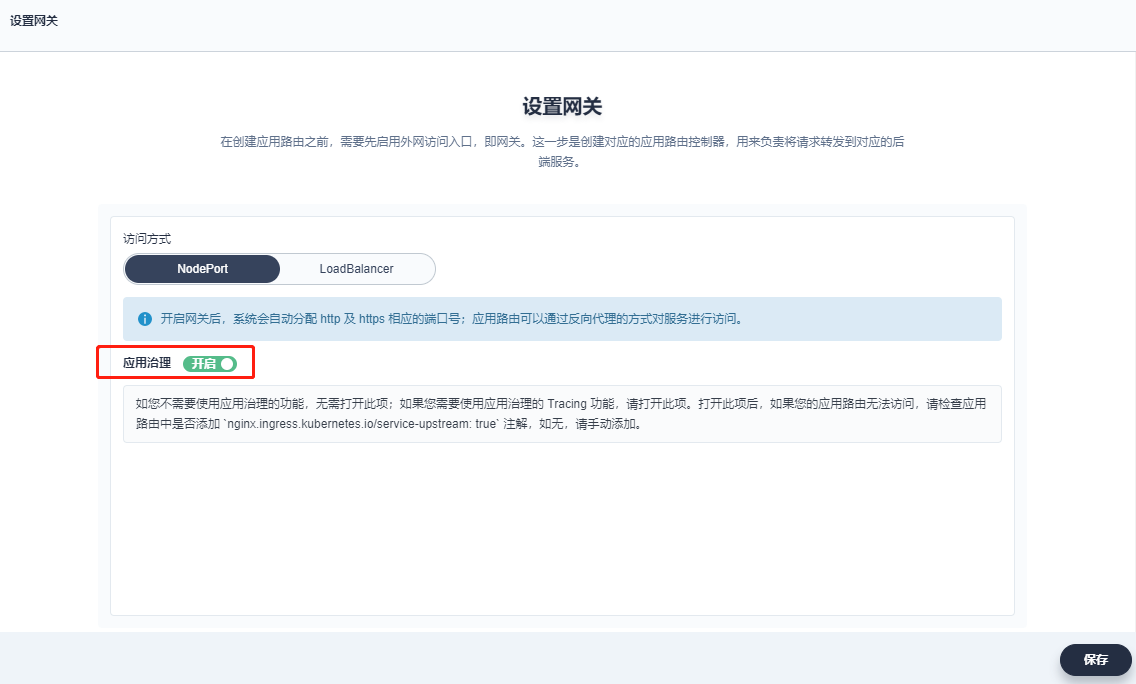 设置网关
设置网关
在创建应用路由之前，需要先启用外网访问入口，即网关。这一步是创建对应的应用路由控制器，用来负责将请求转发到对应的后
端服务。
访问方式
NodePort LoadBalancer
开启网关后，系统会自动分配 http 及 https 相应的端口号；应用路由可以通过反向代理的方式对服务进行访问。
应用治理 开启
如您不需要使用应用治理的功能，无需打开此项；如果您需要使用应用治理的 Tracing 功能，请打开此项。打开此项后，如果您的应用路由无法访问，请检查应用
路由中是否添加 `nginx.ingress.kubernetes.io/service-upstream: true` 注解，如无，请手动添加。
保存